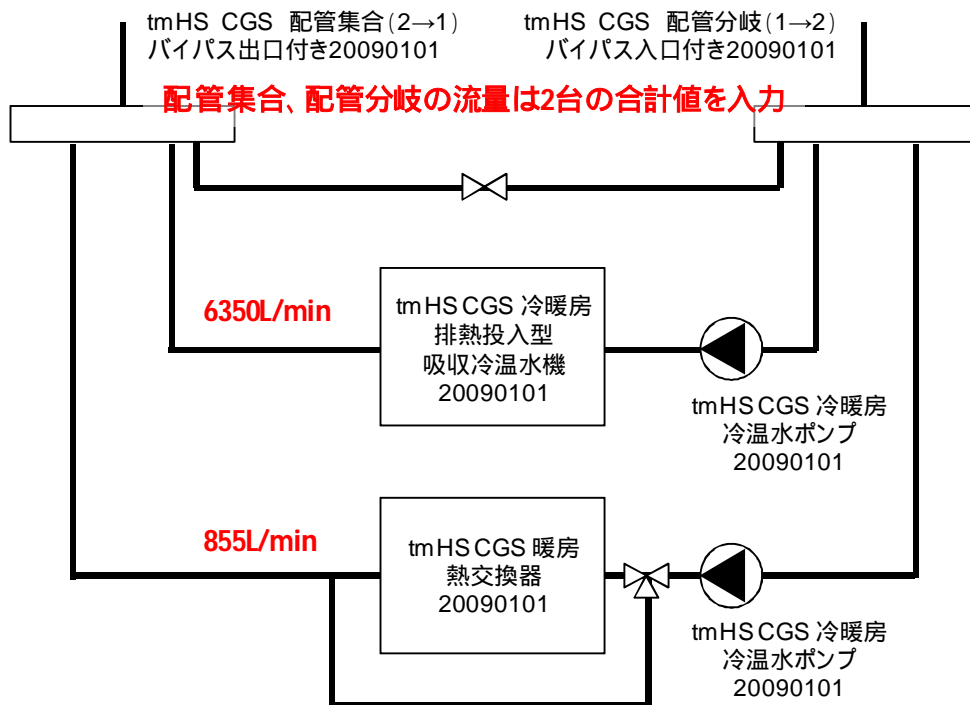 tmHS CGS 配管集合(2→1)
バイパス出口付き20090101
tmHS CGS 配管分岐(1→2)
バイパス入口付き20090101
配管集合、配管分岐の流量は2台の合計値を入力
6350L/min
tmHS CGS 冷暖房
排熱投入型
吸収冷温水機
20090101
tmHS CGS 冷暖房
冷温水ポンプ
20090101
855L/min
tmHS CGS 暖房
熱交換器
20090101
tmHS CGS 冷暖房
冷温水ポンプ
20090101